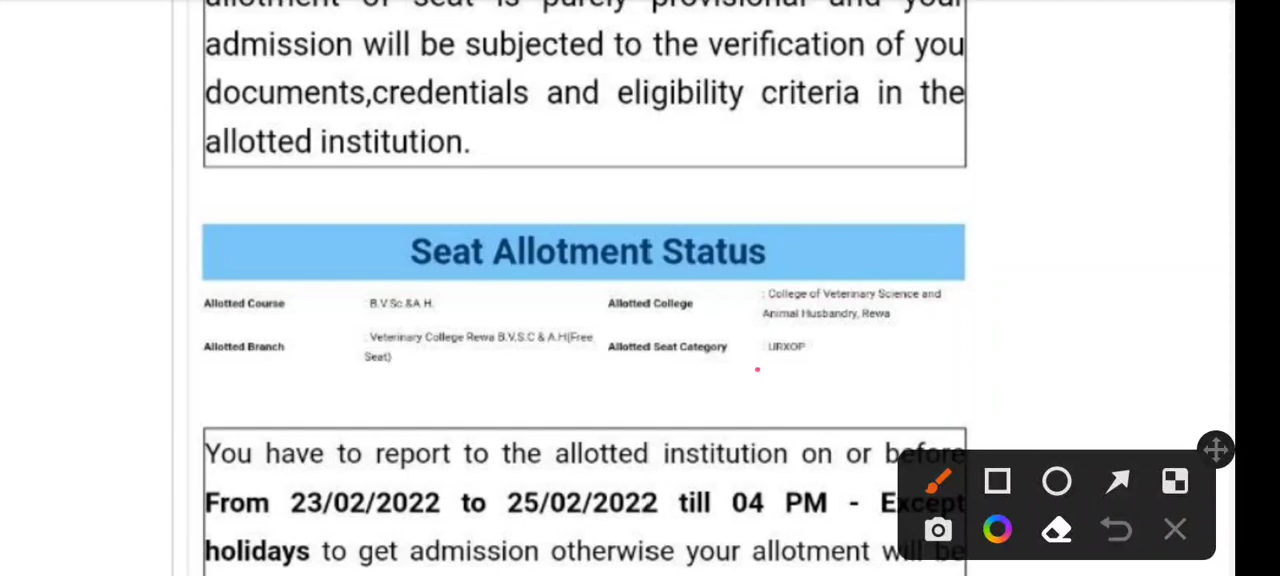 allotment of seat is purely provisional and your
admission will be subjected to the verification of you
documents,credentials and eligibility criteria in the
allotted institution.
Seat Allotment Status
Allotted Course : B.V.Sc.&A.H. Allotted College : College of Veterinary Science and Animal Husbandry, Rewa
Allotted Branch : Veterinary College Rewa B.V.S.C & A.H(Free Seat) Allotted Seat Category : URXOP
You have to report to the allotted institution on or before
From 23/02/2022 to 25/02/2022 till 04 PM - Except
holidays to get admission otherwise your allotment will be